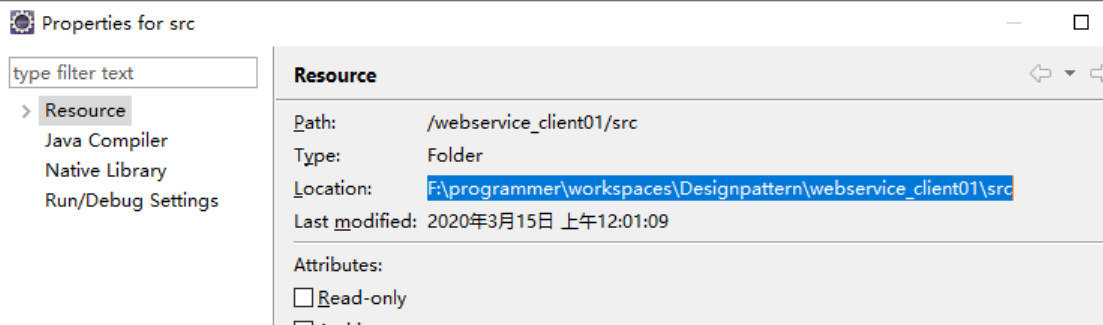 Properties for src
type filter text
Resource
Java Compiler
Native Library
Run/Debug Settings
Resource
Path: /webservice_client01/src
Type: Folder
Location: F:\programmer\workspaces\Designpattern\webservice_client01\src
Last modified: 2020年3月15日 上午12:01:09
Attributes:
Read-only